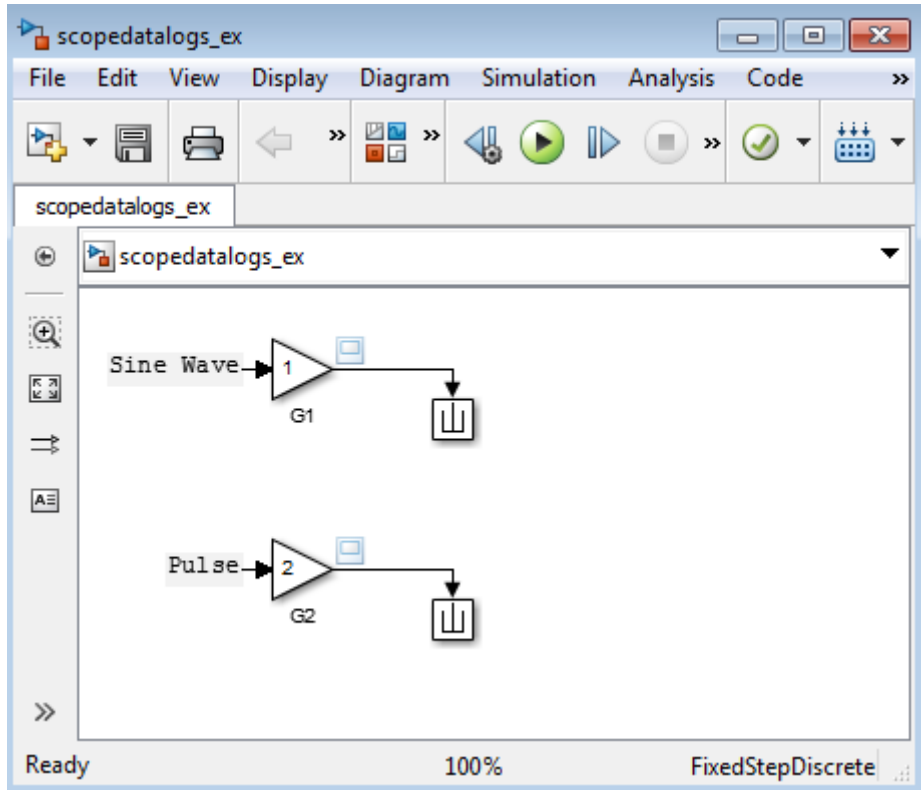 scopedatalogs_ex
File Edit View Display Diagram Simulation Analysis Code »
scopedatalogs_ex
scopedatalogs_ex
Sine Wave
1
G1
Pulse
2
G2
Ready 100% FixedStepDiscrete